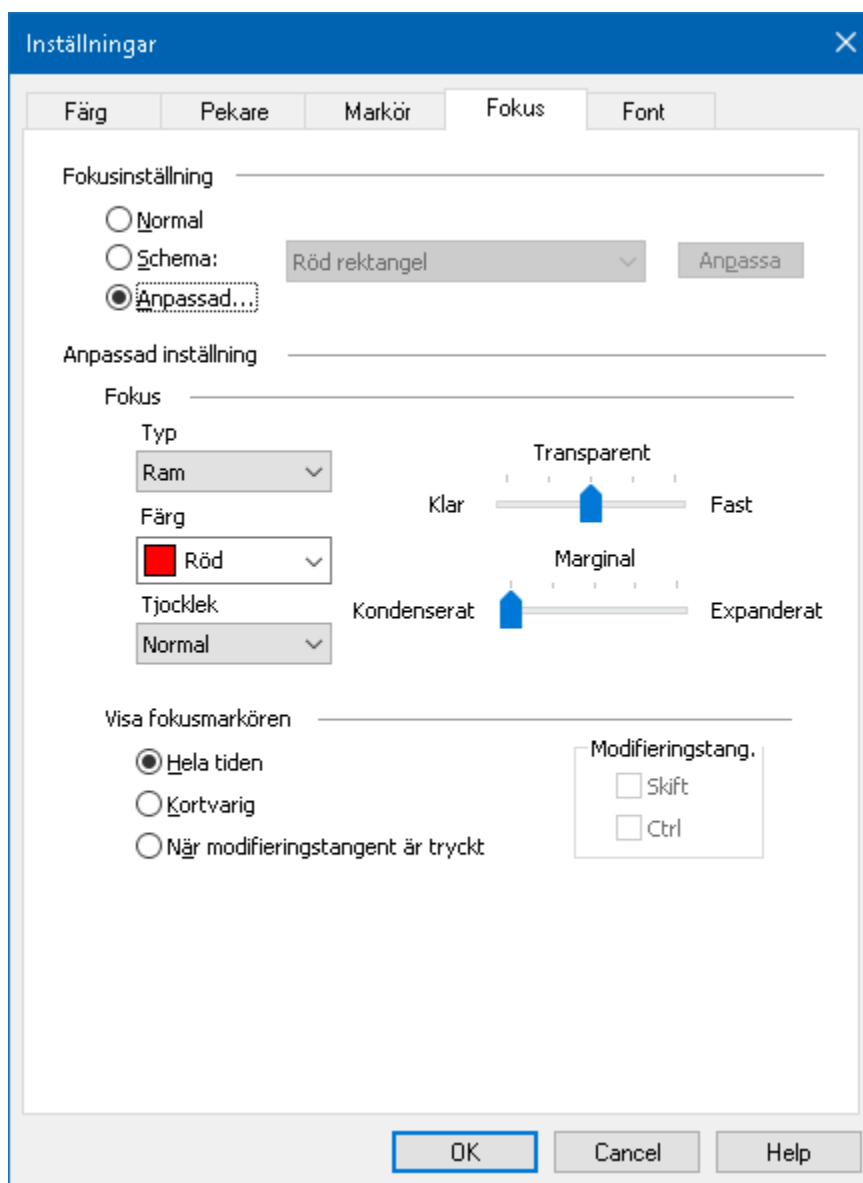 Inställningar
Färg Pekare Markör Fokus Font
Fokusinställning
Normal
Schema: Röd rektangel Anpassa
Anpassad...
Anpassad inställning
Fokus
Typ
Transparent
Ram
Klar Fast
Färg
Röd
Marginal
Tjocklek
Kondenserat Expanderat
Normal
Visa fokusmarkören
Modifieringstang.
Hela tiden
Skift
Kortvarig
Ctrl
När modifieringstangent är tryckt
OK Cancel Help